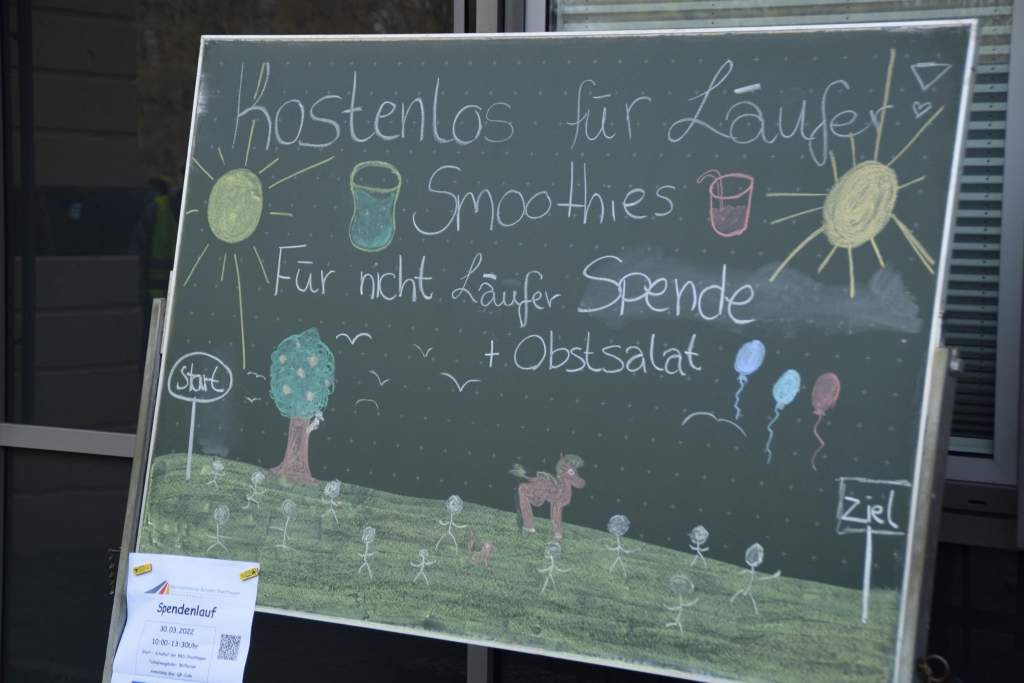 Kostenlos für Läufer
Smoothies
Für nicht Läufer Spende
+ Obstsalat
Start
Ziel
Spendenlauf
30.03.2022
10:00-13:30Uhr